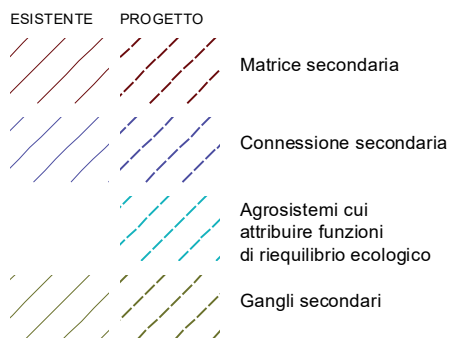 ESISTENTE PROGETTO
Matrice secondaria
Connessione secondaria
Agrosistemi cui
attribuire funzioni
di riequilibrio ecologico
Gangli secondari